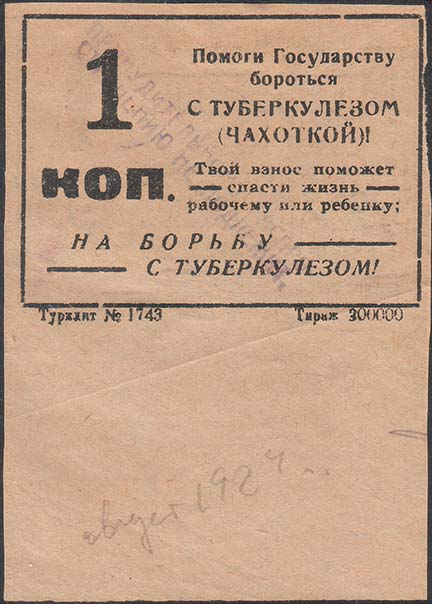 1
коп.
Помоги Государству
бороться
С ТУБЕРКУЛЕЗОМ
(ЧАХОТКОЙ)!
Твой взнос поможет
спасти жизнь
рабочему или ребенку;
НА БОРЬБУ
С ТУБЕРКУЛЕЗОМ!
Турклит № 1743
Тираж 300000
август 1924